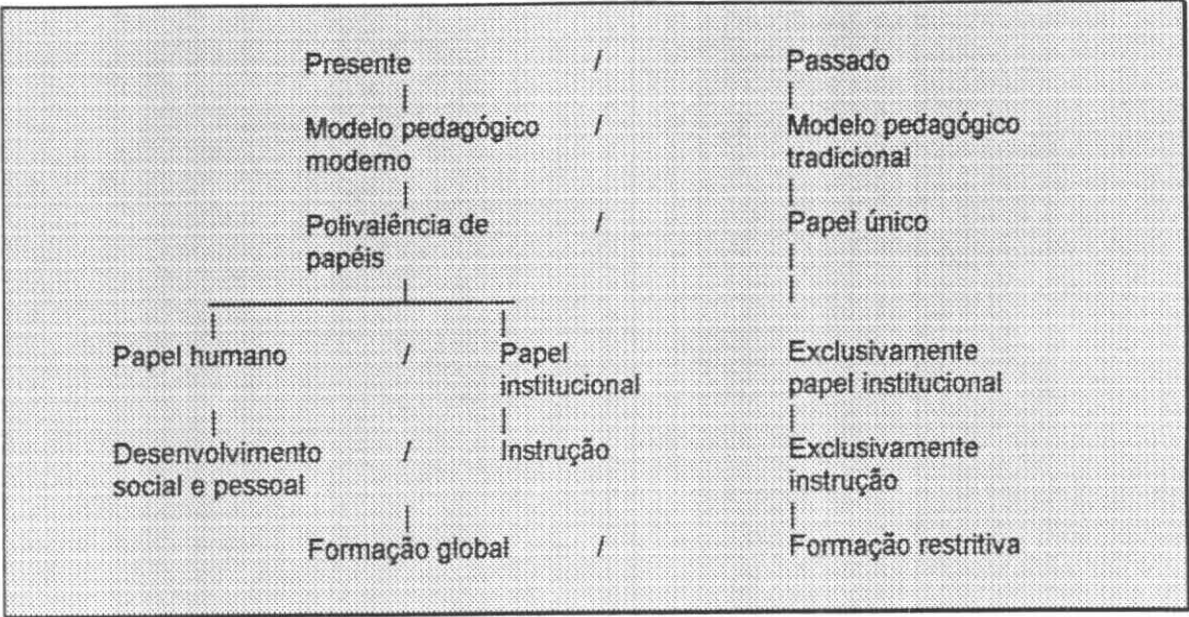 Presente / Passado
Modelo pedagógico / Modelo pedagógico
moderno tradicional
Polivalência de / Papel único
papéis
Papel humano / Papel Exclusivamente
institucional papel institucional
Desenvolvimento / Instrução Exclusivamente
social e pessoal instrução
Formação global / Formação restritiva